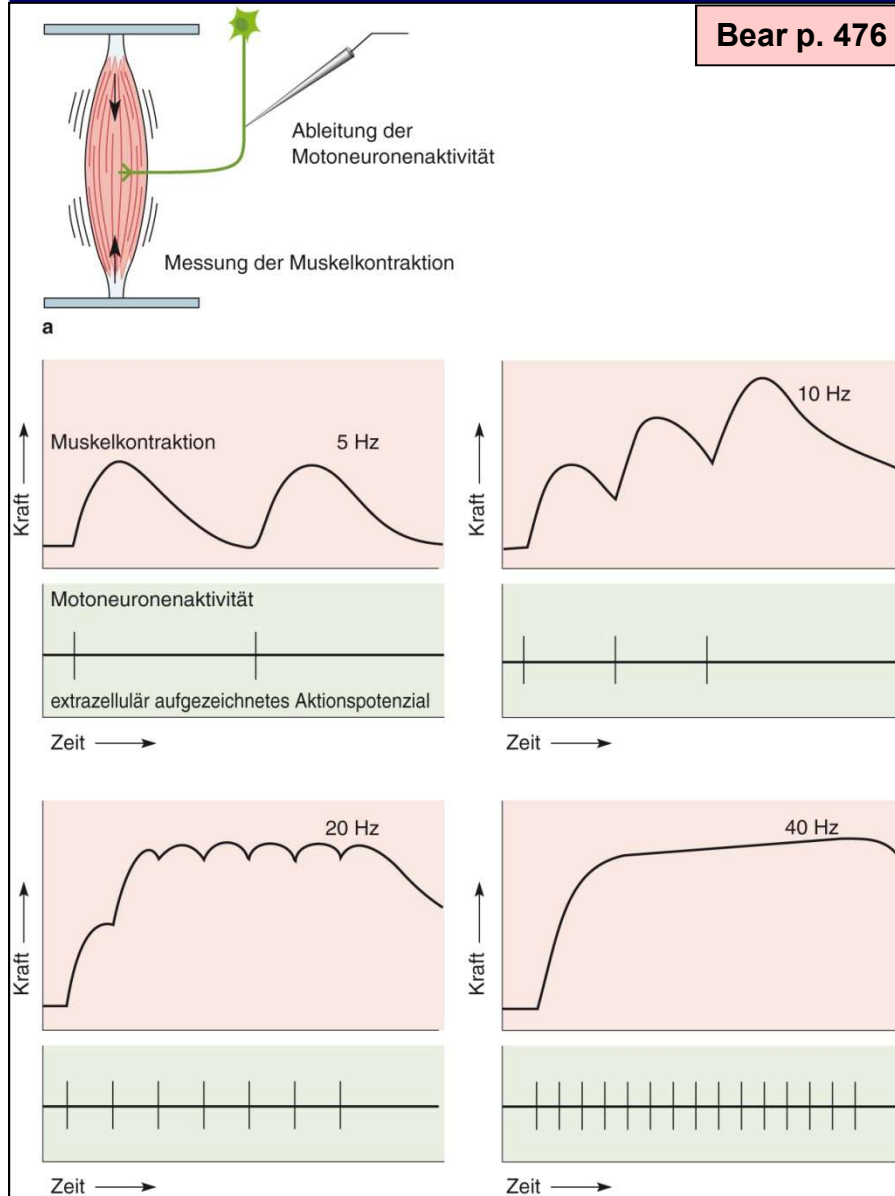 Bear p. 476
Ableitung der
Motoneuronenaktivität
Messung der Muskelkontraktion
a
Kraft
Muskelkontraktion
5 Hz
Motoneuronenaktivität
extrazellulär aufgezeichnetes Aktionspotenzial
Zeit
Kraft
10 Hz
Zeit
Kraft
20 Hz
Zeit
Kraft
40 Hz
Zeit